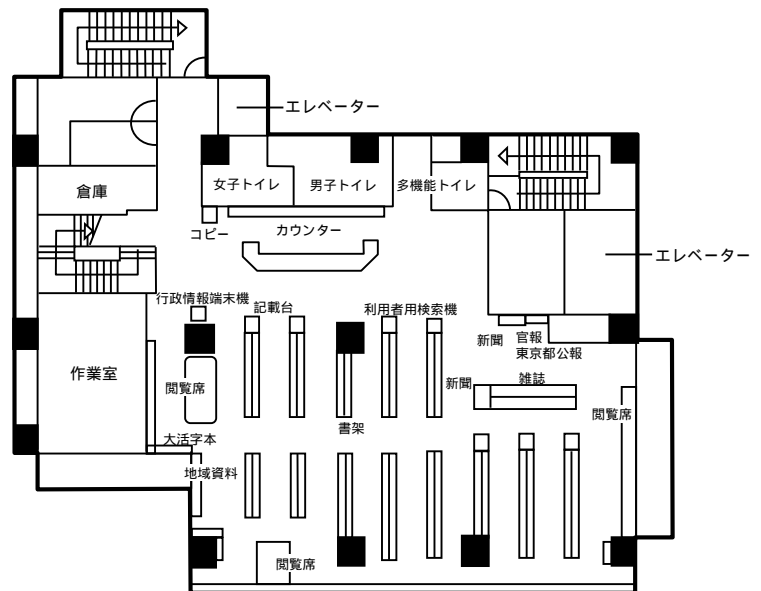 エレベーター
倉庫
女子トイレ
男子トイレ
多機能トイレ
コピー
カウンター
エレベーター
行政情報端末機
記載台
利用者用検索機
新聞
官報
東京都公報
作業室
閲覧席
新聞
雑誌
閲覧席
書架
大活字本
地域資料
閲覧席